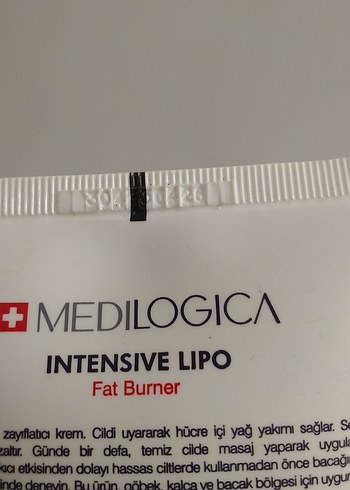 MEDILOGICA
INTENSIVE LIPO
Fat Burner
zayıflatıcı krem. Cildi uyararak hücre içi yağ yakımı sağlar.
Günde bir defa, temiz cilde masaj yaparak
etkisinden dolayı hassas ciltlerde kullanmadan önce
deneyin. Bu ürün, göbek, kalça ve bacak bölgesi için